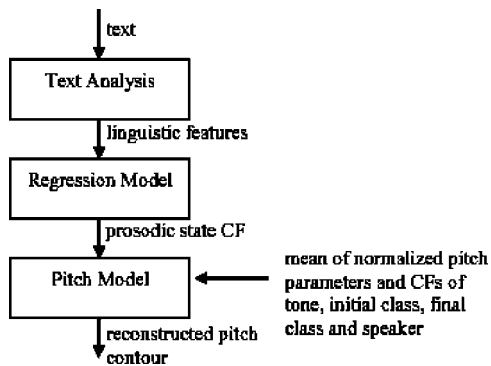 text
Text Analysis
linguistic features
Regression Model
prosodic state CF
Pitch Model
mean of normalized pitch
parameters and CFs of
tone, initial class, final
class and speaker
reconstructed pitch
contour